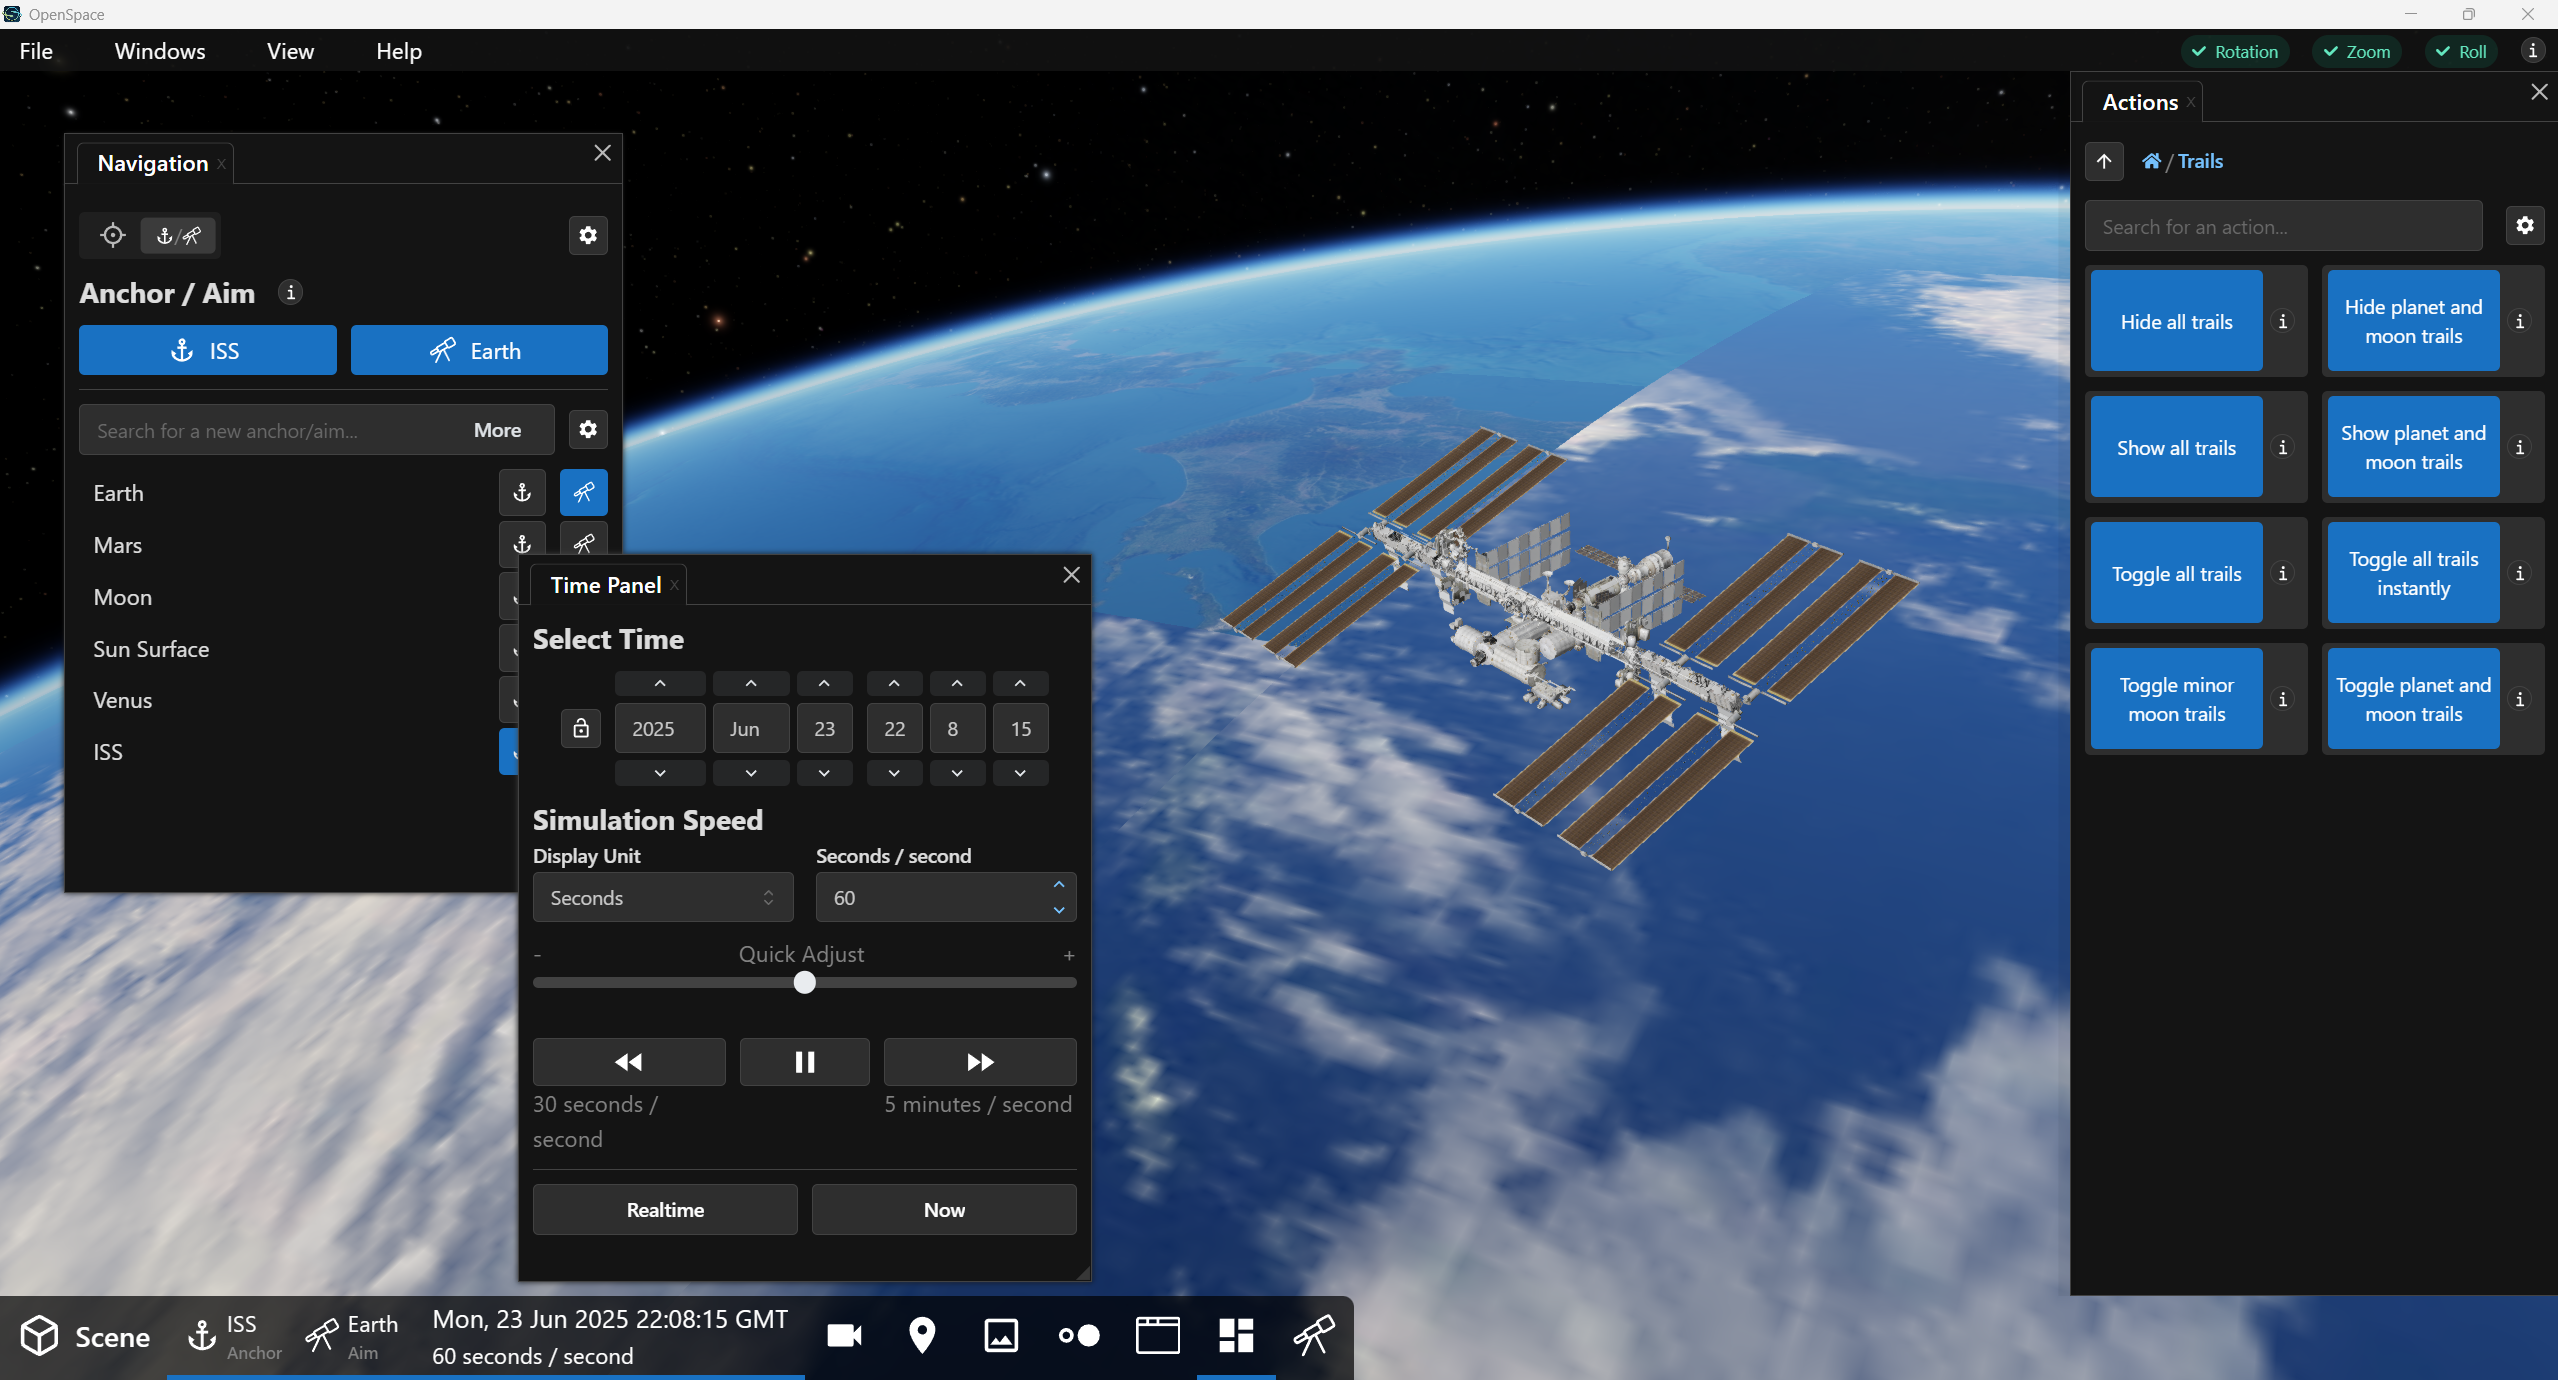 OpenSpace
File
Windows
View
Help
Rotation
Zoom
Roll
Navigation
Anchor / Aim
ISS
Earth
Search for a new anchor/aim...
More
Earth
Mars
Moon
Sun Surface
Venus
ISS
Time Panel
Select Time
2025
Jun
23
22
8
15
Simulation Speed
Display Unit
Seconds / second
Seconds
60
-
Quick Adjust
+
30 seconds /
second
5 minutes / second
Realtime
Now
Actions
/ Trails
Search for an action...
Hide all trails
Hide planet and
moon trails
Show all trails
Show planet and
moon trails
Toggle all trails
Toggle all trails
instantly
Toggle minor
moon trails
Toggle planet and
moon trails
Scene
ISS
Anchor
Earth
Aim
Mon, 23 Jun 2025 22:08:15 GMT
60 seconds / second